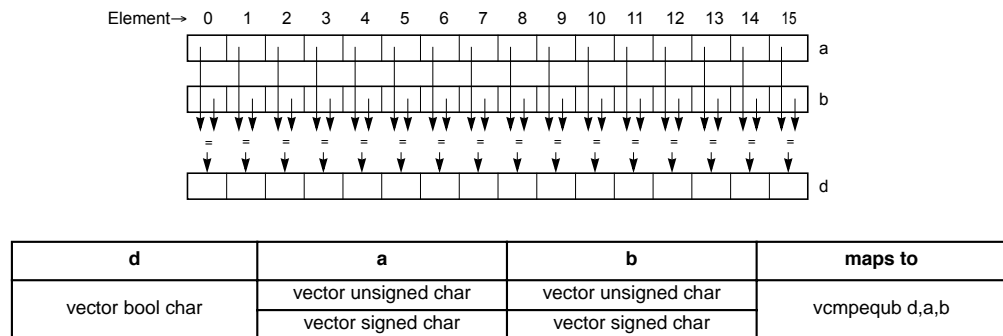 Element→ 0 1 2 3 4 5 6 7 8 9 10 11 12 13 14 15
a
b
= = = = = = = = = = = = = = = =
d
d a b maps to
vector bool char vector unsigned char vector unsigned char vcmpequb d,a,b
vector signed char vector signed char